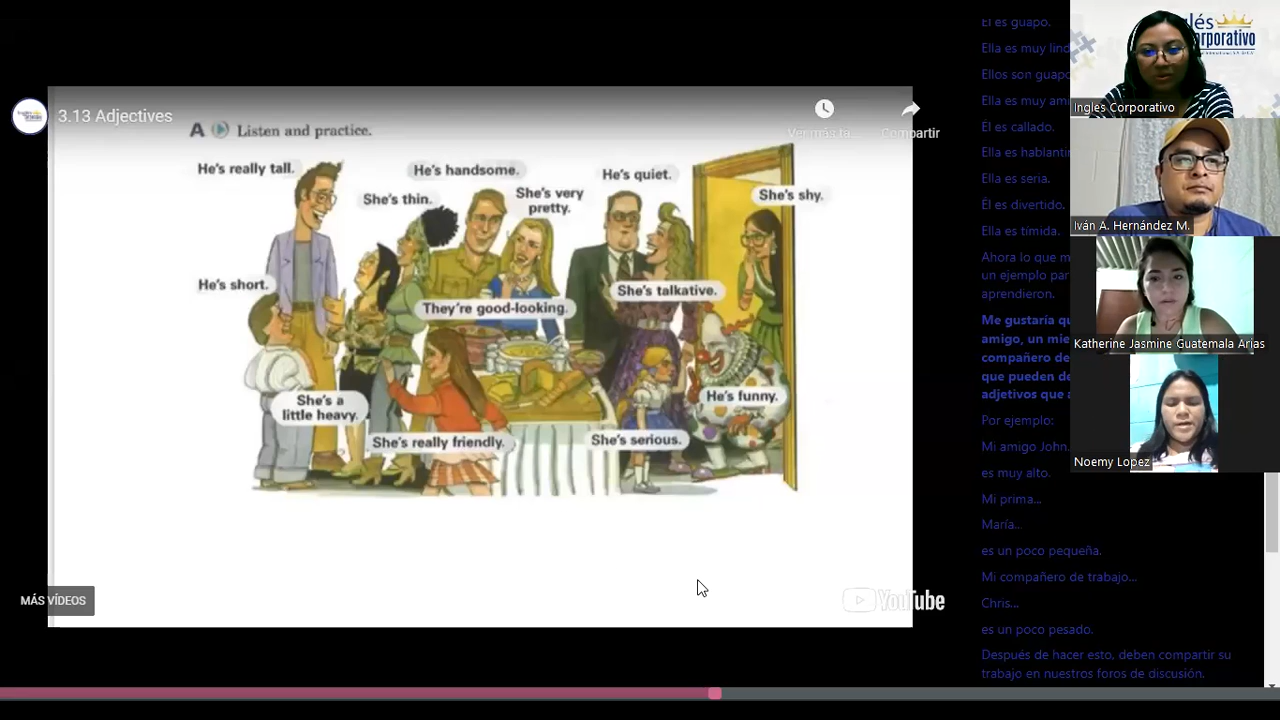 3.13 Adjectives
A Listen and practice.
Ver más ta...
Compartir
He's really tall.
He's handsome.
She's thin.
She's very
pretty.
He's quiet.
She's shy.
He's short.
They're good-looking.
She's talkative.
She's a
little heavy.
She's really friendly.
She's serious.
He's funny.
MÁS VÍDEOS
YouTube
Él es guapo.
Ella es muy lind
Ellos son guapo
Ella es muy am
Él es callado.
Ella es hablantin
Ella es seria.
Él es divertido.
Ella es tímida.
Ahora lo que m
un ejemplo par
aprendieron.
Me gustaría qu
amigo, un mie
compañero de
que pueden de
adjetivos que a
Por ejemplo:
Mi amigo John.
es muy alto.
Mi prima...
María..
es un poco pequeña.
Mi compañero de trabajo...
Chris...
es un poco pesado.
Después de hacer esto, deben compartir su
trabajo en nuestros foros de discusión.
glés
orporativo
Ingles Corporativo
Iván A. Hernández M.
Katherine Jasmine Guatemala Arias
Noemy Lopez